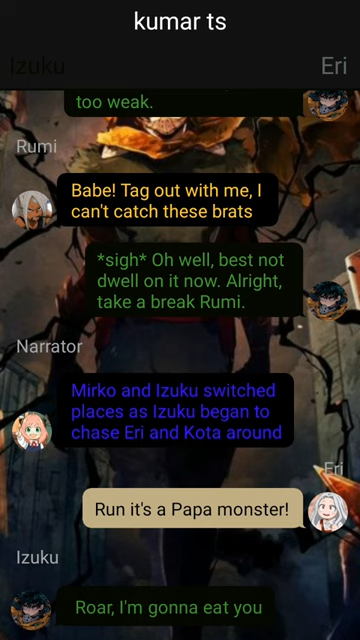 kumar ts
Izuku
Eri
too weak.
Rumi
Babe! Tag out with me, I
can't catch these brats
*sigh* Oh well, best not
dwell on it now. Alright,
take a break Rumi.
Narrator
Mirko and Izuku switched
places as Izuku began to
chase Eri and Kota around
Eri
Run it's a Papa monster!
Izuku
Roar, I'm gonna eat you